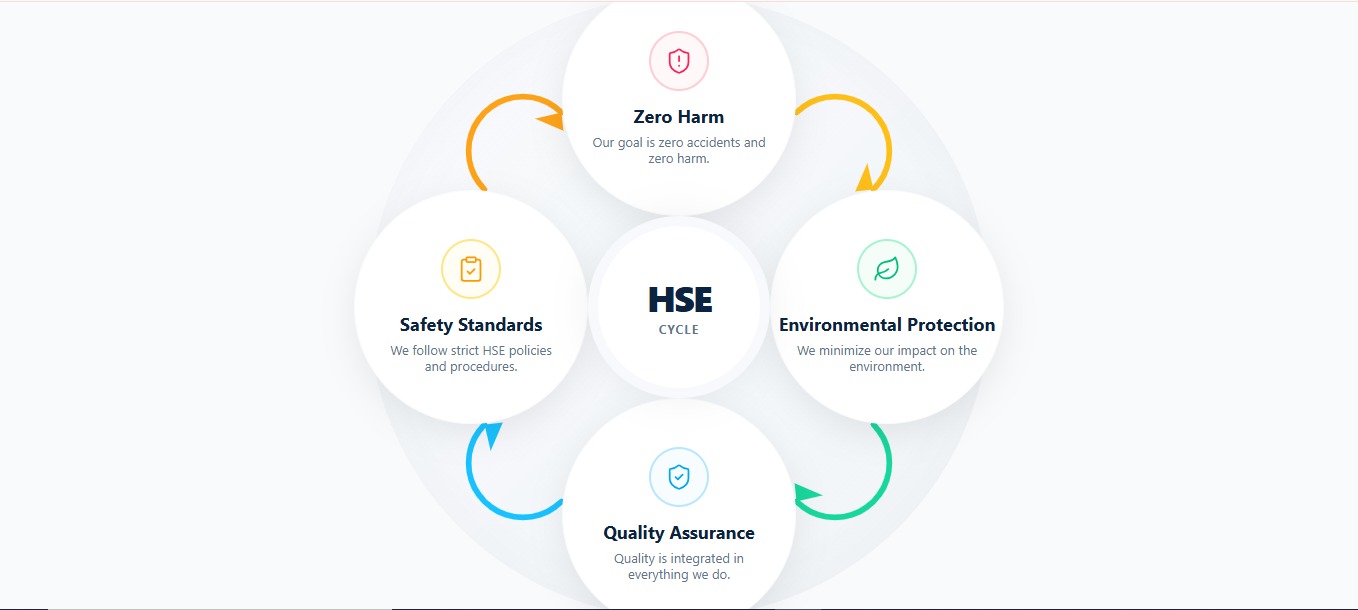 Zero Harm
Our goal is zero accidents and
zero harm.
Safety Standards
We follow strict HSE policies
and procedures.
HSE
CYCLE
Environmental Protection
We minimize our impact on the
environment.
Quality Assurance
Quality is integrated in
everything we do.